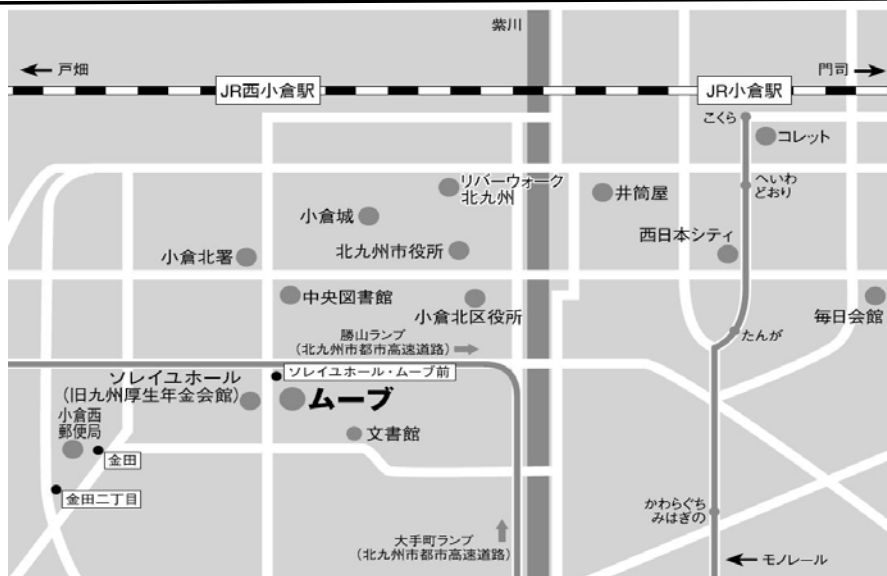 紫川
戸畑
門司
JR西小倉駅
JR小倉駅
こくら
コレット
へいわ
どおり
リバーウォーク
北九州
井筒屋
小倉城
西日本シティ
小倉北署
北九州市役所
中央図書館
小倉北区役所
毎日会館
たんが
勝山ランプ
(北九州市都市高速道路)
ソレイユホール・ムーブ前
ソレイユホール
(旧九州厚生年金会館)
ムーブ
小倉西
郵便局
文書館
金田
金田二丁目
かわらぐち
みはぎの
大手町ランプ
(北九州市都市高速道路)
モノレール